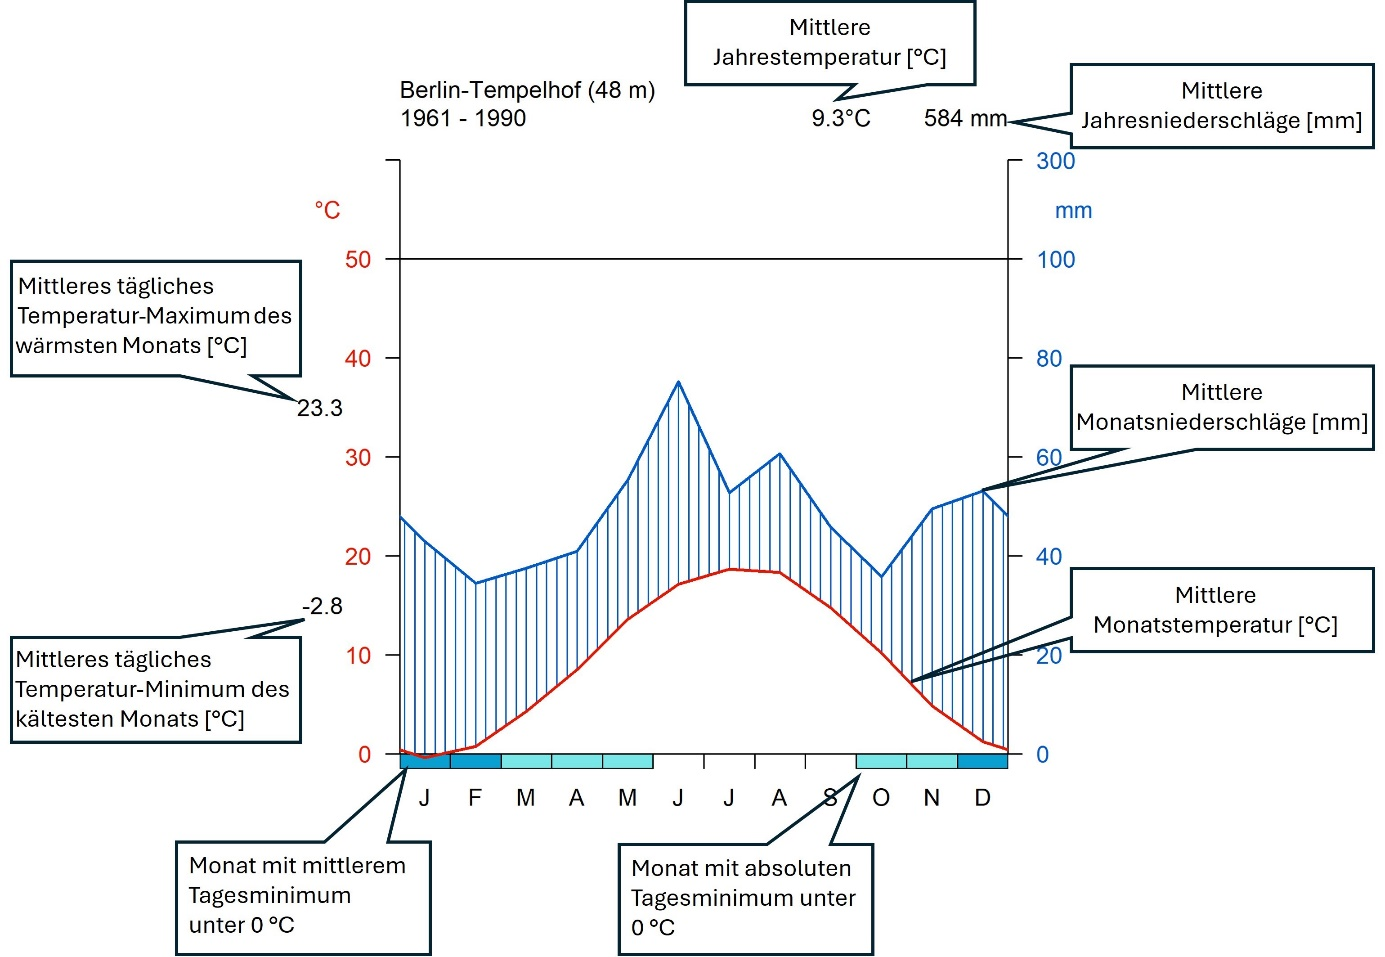 Mittlere
Jahrestemperatur [°C]
Berlin-Tempelhof (48 m)
1961 - 1990
9.3°C
584 mm
Mittlere
Jahresniederschläge [mm]
300
°C
mm
50
100
Mittleres tägliches
Temperatur-Maximum des
wärmsten Monats [°C]
40
80
23.3
Mittlere
Monatsniederschläge [mm]
30
60
20
40
-2.8
Mittlere
Monatstemperatur [°C]
10
20
Mittleres tägliches
Temperatur-Minimum des
kältesten Monats [°C]
0
0
J F M A M J J A S O N D
Monat mit mittlerem
Tagesminimum
unter 0 °C
Monat mit absoluten
Tagesminimum unter
0 °C